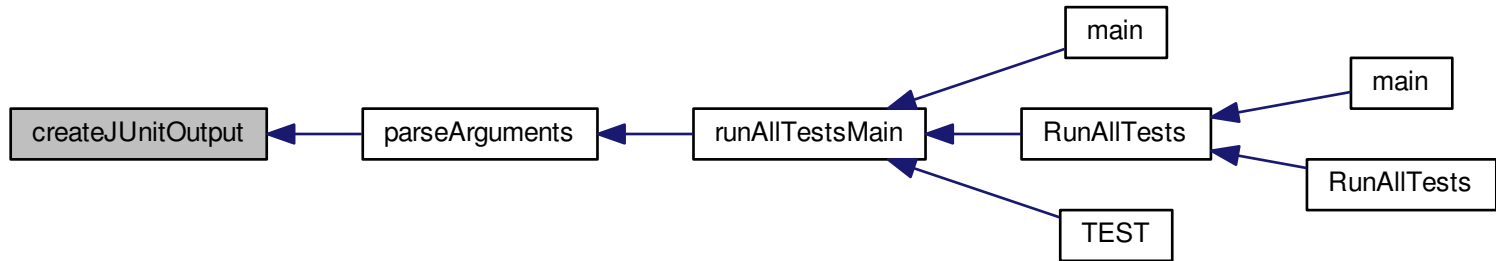 createJUnitOutput
parseArguments
runAllTestsMain
main
RunAllTests
TEST
main
RunAllTests